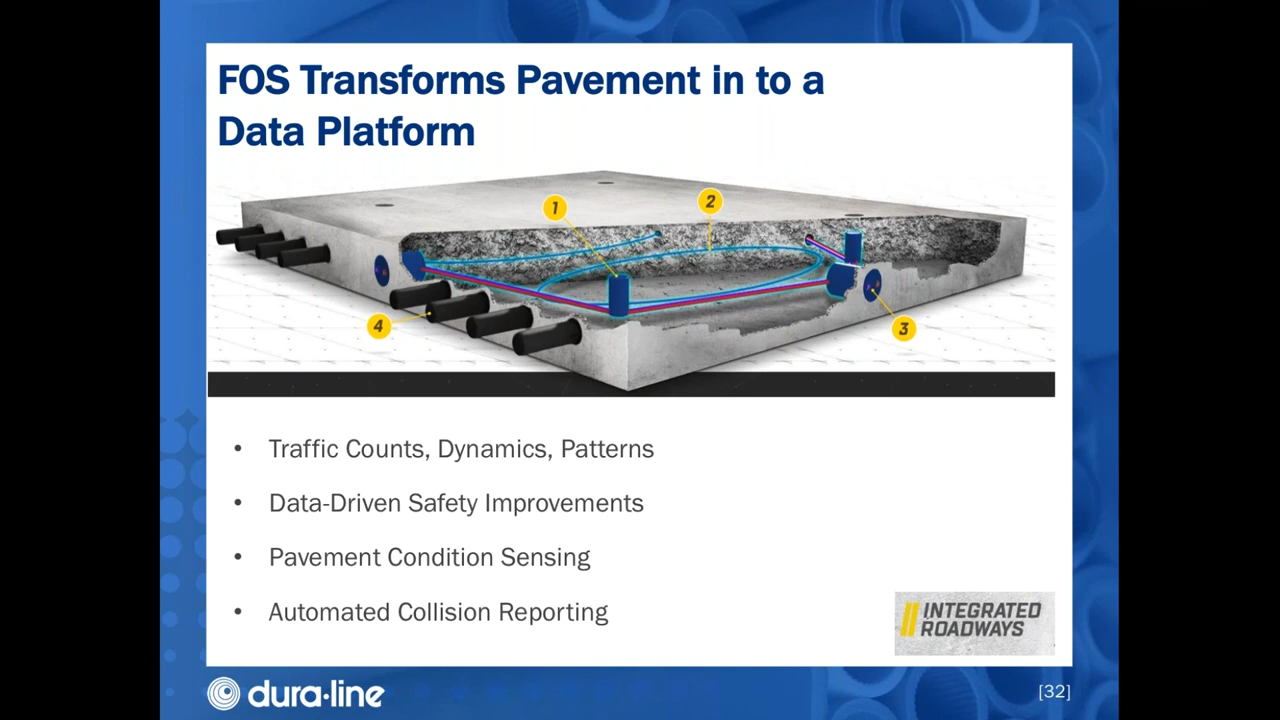 FOS Transforms Pavement in to a
Data Platform
1
2
3
4
• Traffic Counts, Dynamics, Patterns
• Data-Driven Safety Improvements
• Pavement Condition Sensing
• Automated Collision Reporting
INTEGRATED
ROADWAYS
dura·line
[32]